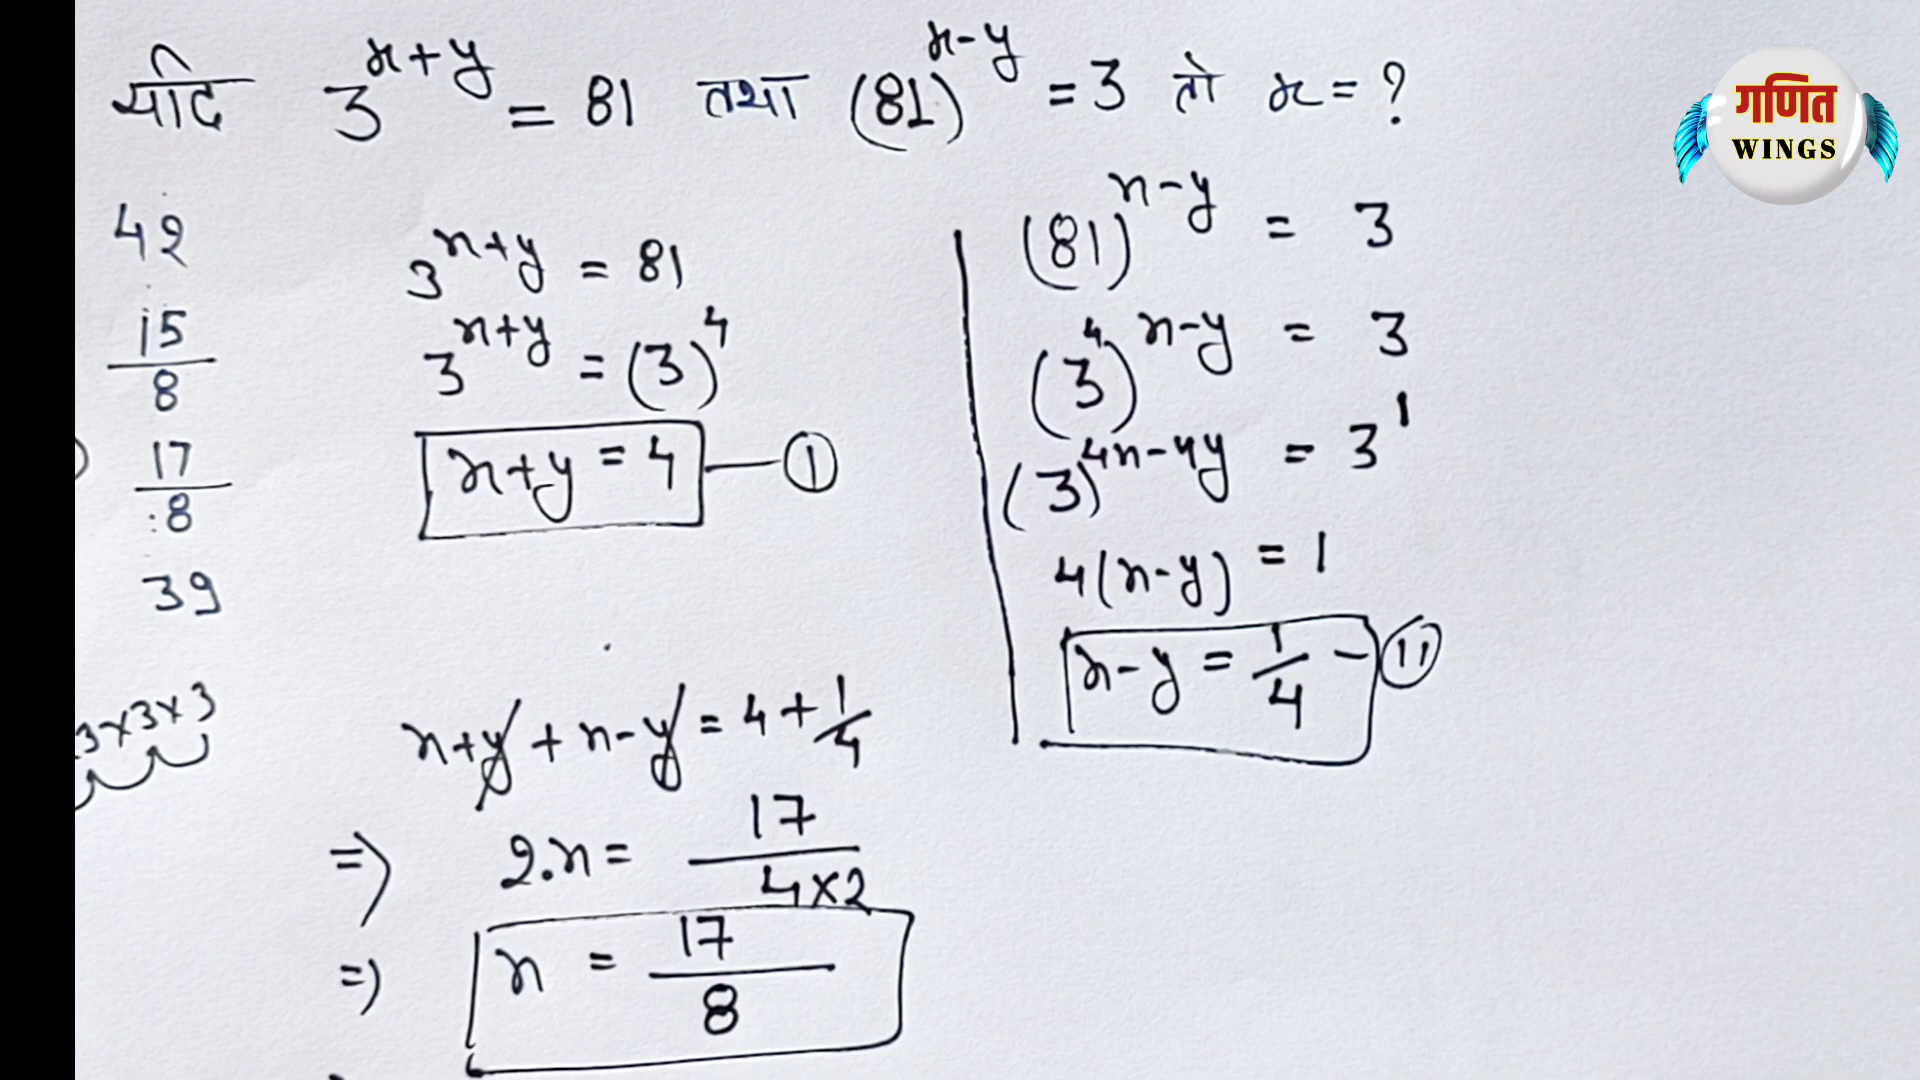 यदि 3^{x+y} = 81 तथा (81)^{x-y} = 3 तो x = ?
गणित
WINGS
42
15/8
17/8
39
3×3×3
3^{x+y} = 81
3^{x+y} = (3)^4
x+y = 4 — ①
(81)^{x-y} = 3
(3^4)^{x-y} = 3
(3)^{4x-4y} = 3^1
4(x-y) = 1
x-y = 1/4 - ⑪
x+y + x-y = 4 + 1/4
=> 2.x = 17/(4×2)
=> x = 17/8